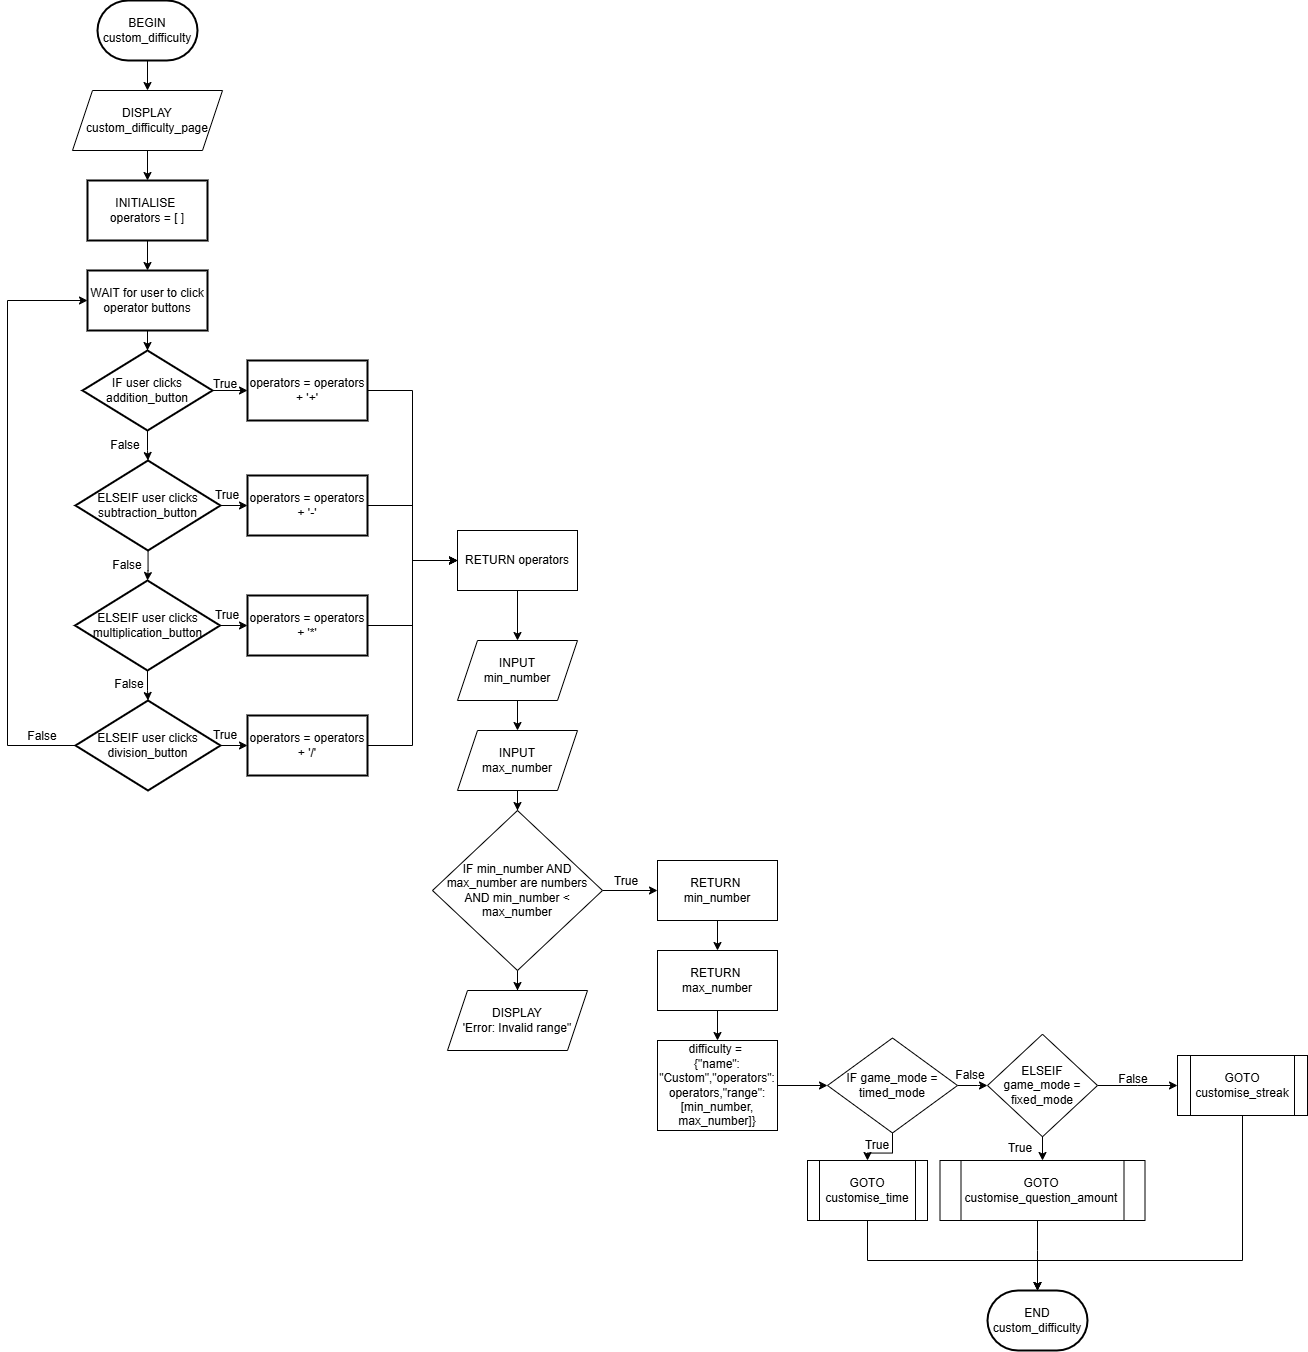 BEGIN
custom_difficulty
DISPLAY
custom_difficulty_page
INITIALISE
operators = [ ]
WAIT for user to click
operator buttons
IF user clicks
addition_button
True
operators = operators
+ '+'
False
ELSEIF user clicks
subtraction_button
True
operators = operators
+ '-'
False
ELSEIF user clicks
multiplication_button
True
operators = operators
+ '*'
False
ELSEIF user clicks
division_button
True
operators = operators
+ '/'
False
RETURN operators
INPUT
min_number
INPUT
max_number
IF min_number AND
max_number are numbers
AND min_number <
max_number
True
DISPLAY
'Error: Invalid range"
RETURN
min_number
RETURN
max_number
difficulty =
{"name":
"Custom","operators":
operators,"range":
[min_number,
max_number]}
IF game_mode =
timed_mode
False
True
GOTO
customise_time
ELSEIF
game_mode =
fixed_mode
False
True
GOTO
customise_question_amount
GOTO
customise_streak
END
custom_difficulty